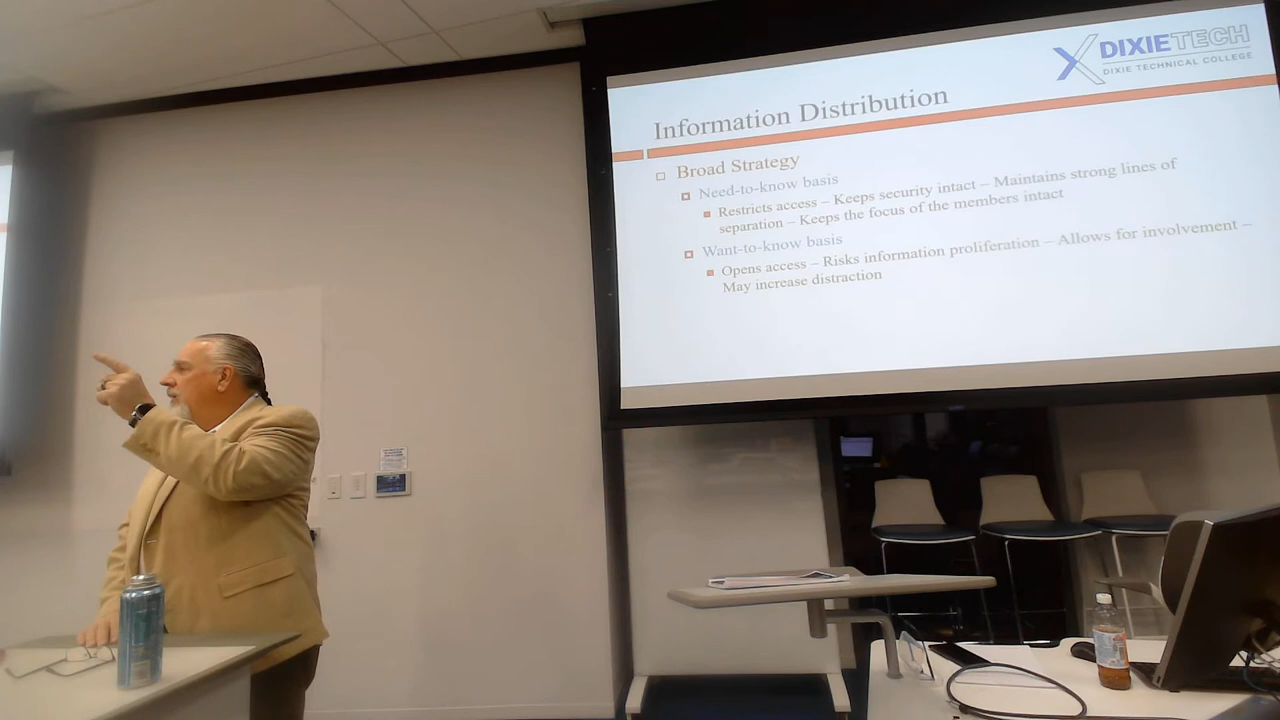 DIXIETECH
DIXIE TECHNICAL COLLEGE
Information Distribution
Broad Strategy
Need-to-know basis
Restricts access – Keeps security intact – Maintains strong lines of
separation – Keeps the focus of the members intact
Want-to-know basis
Opens access – Risks information proliferation – Allows for involvement –
May increase distraction